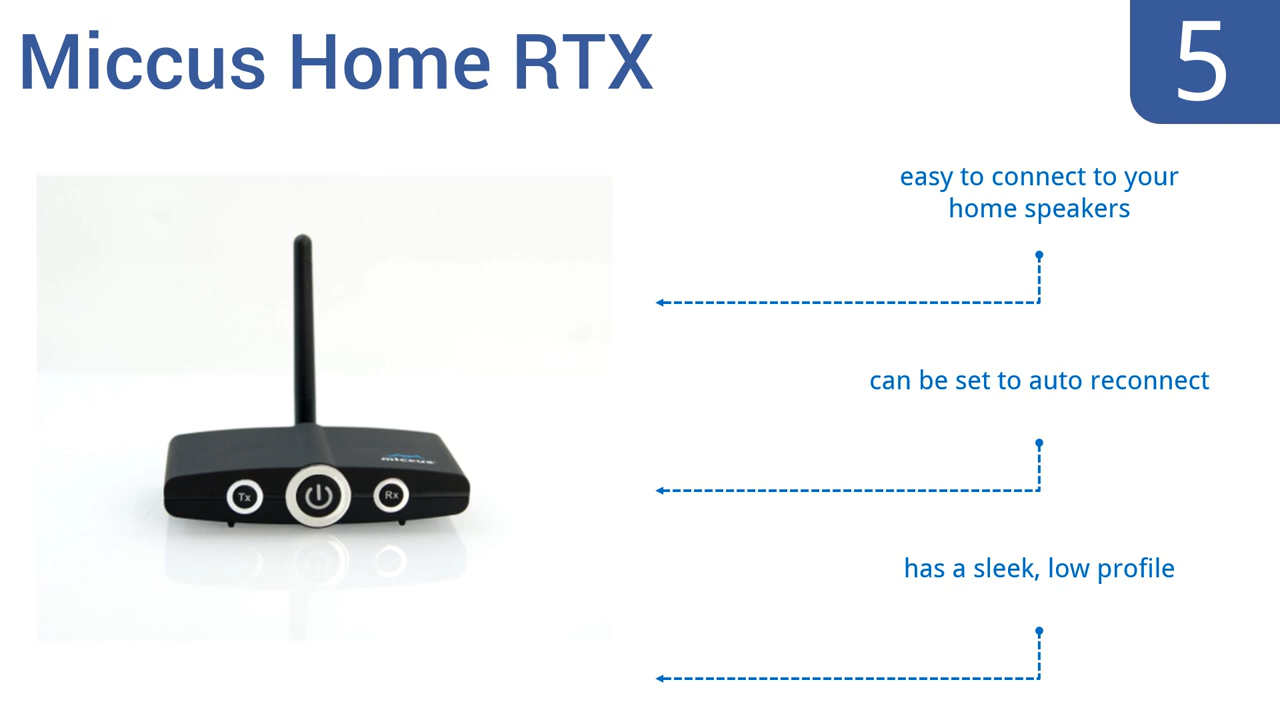 Miccus Home RTX
5
easy to connect to your
home speakers
can be set to auto reconnect
has a sleek, low profile
miccus
Tx
Rx